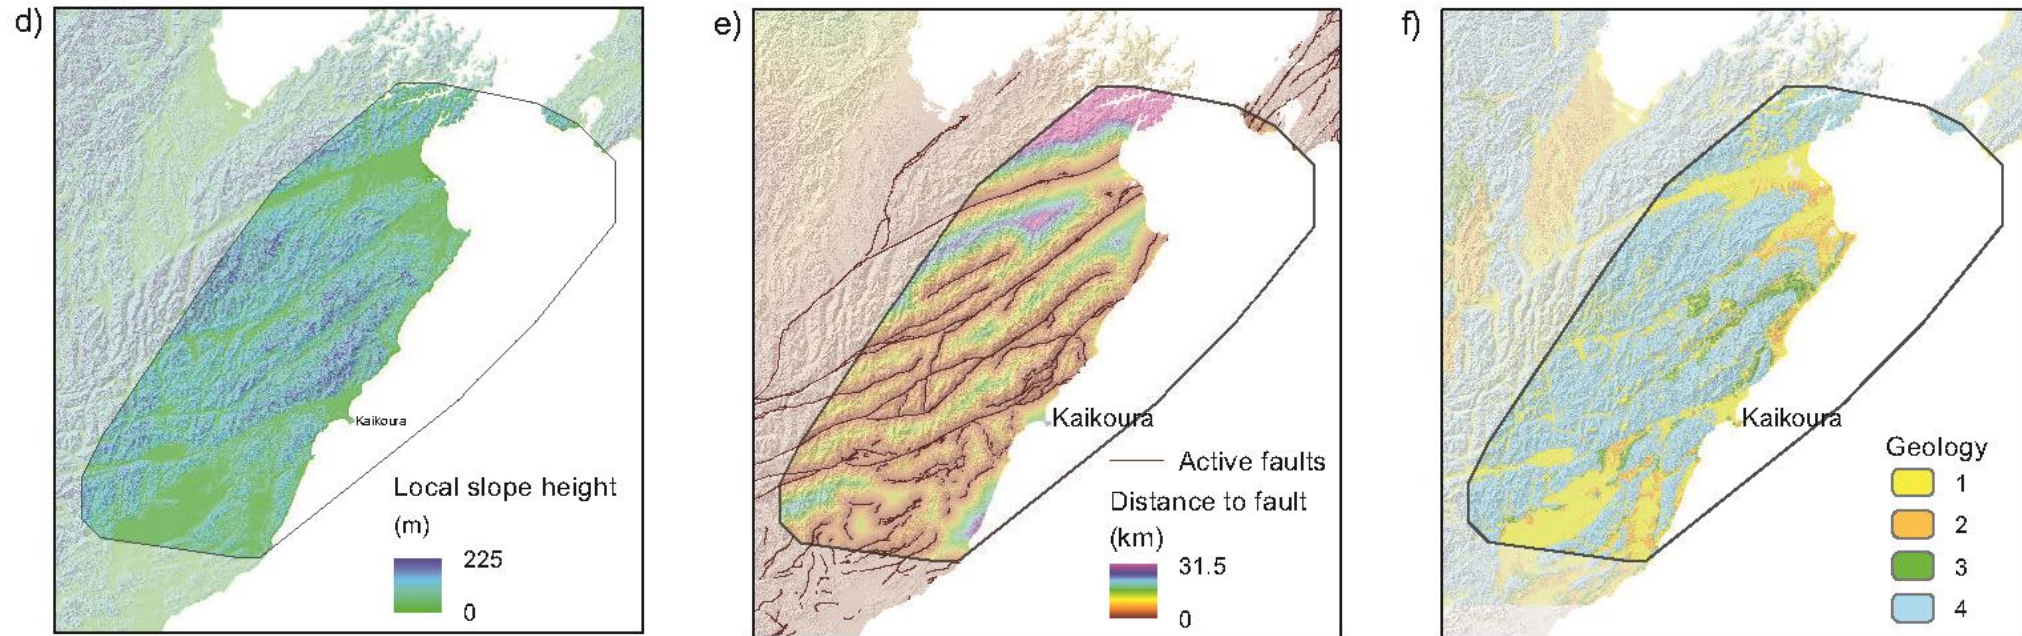 d)
Kaikoura
Local slope height
(m)
225
0
e)
Kaikoura
Active faults
Distance to fault
(km)
31.5
0
f)
Kaikoura
Geology
1
2
3
4